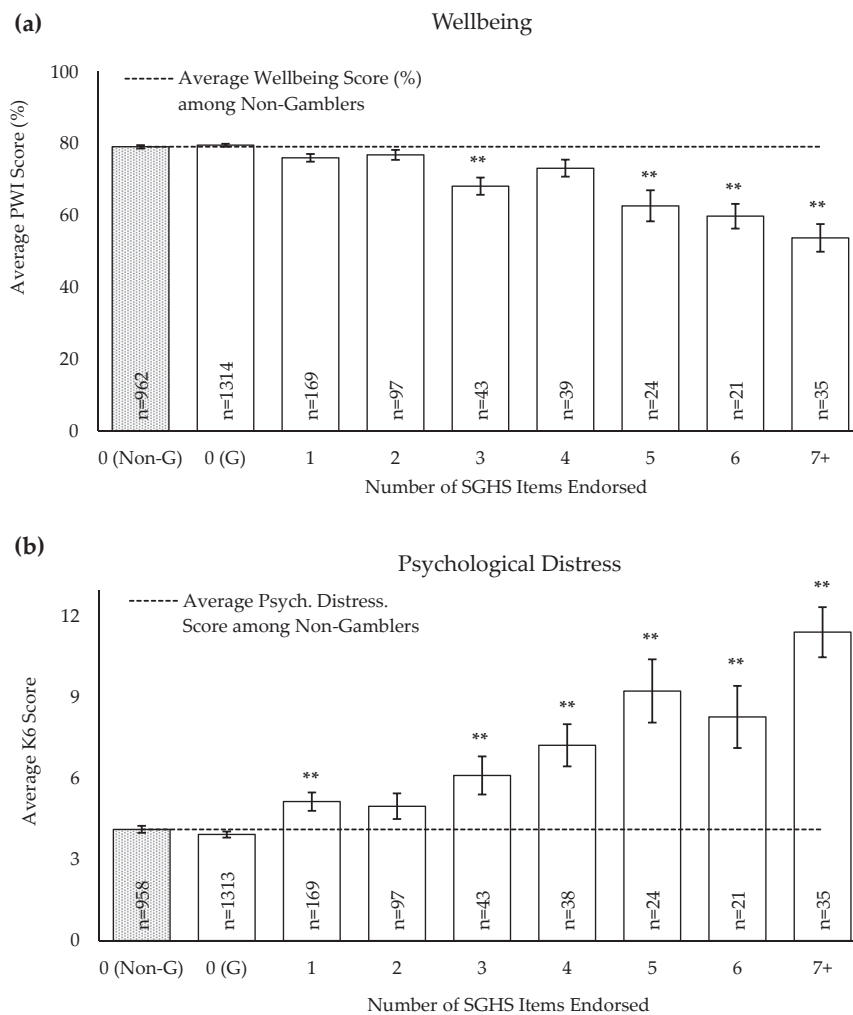 (a)
Wellbeing
Average Wellbeing Score (%)
among Non-Gamblers
Average PWI Score (%)
100
80
60
40
20
0
** ** ** **
n=962 n=1314 n=169 n=97 n=43 n=39 n=24 n=21 n=35
0 (Non-G) 0 (G) 1 2 3 4 5 6 7+
Number of SGHS Items Endorsed
(b)
Psychological Distress
Average Psych. Distress.
Score among Non-Gamblers
Average K6 Score
12
9
6
3
0
** ** ** ** ** **
n=958 n=1313 n=169 n=97 n=43 n=38 n=24 n=21 n=35
0 (Non-G) 0 (G) 1 2 3 4 5 6 7+
Number of SGHS Items Endorsed